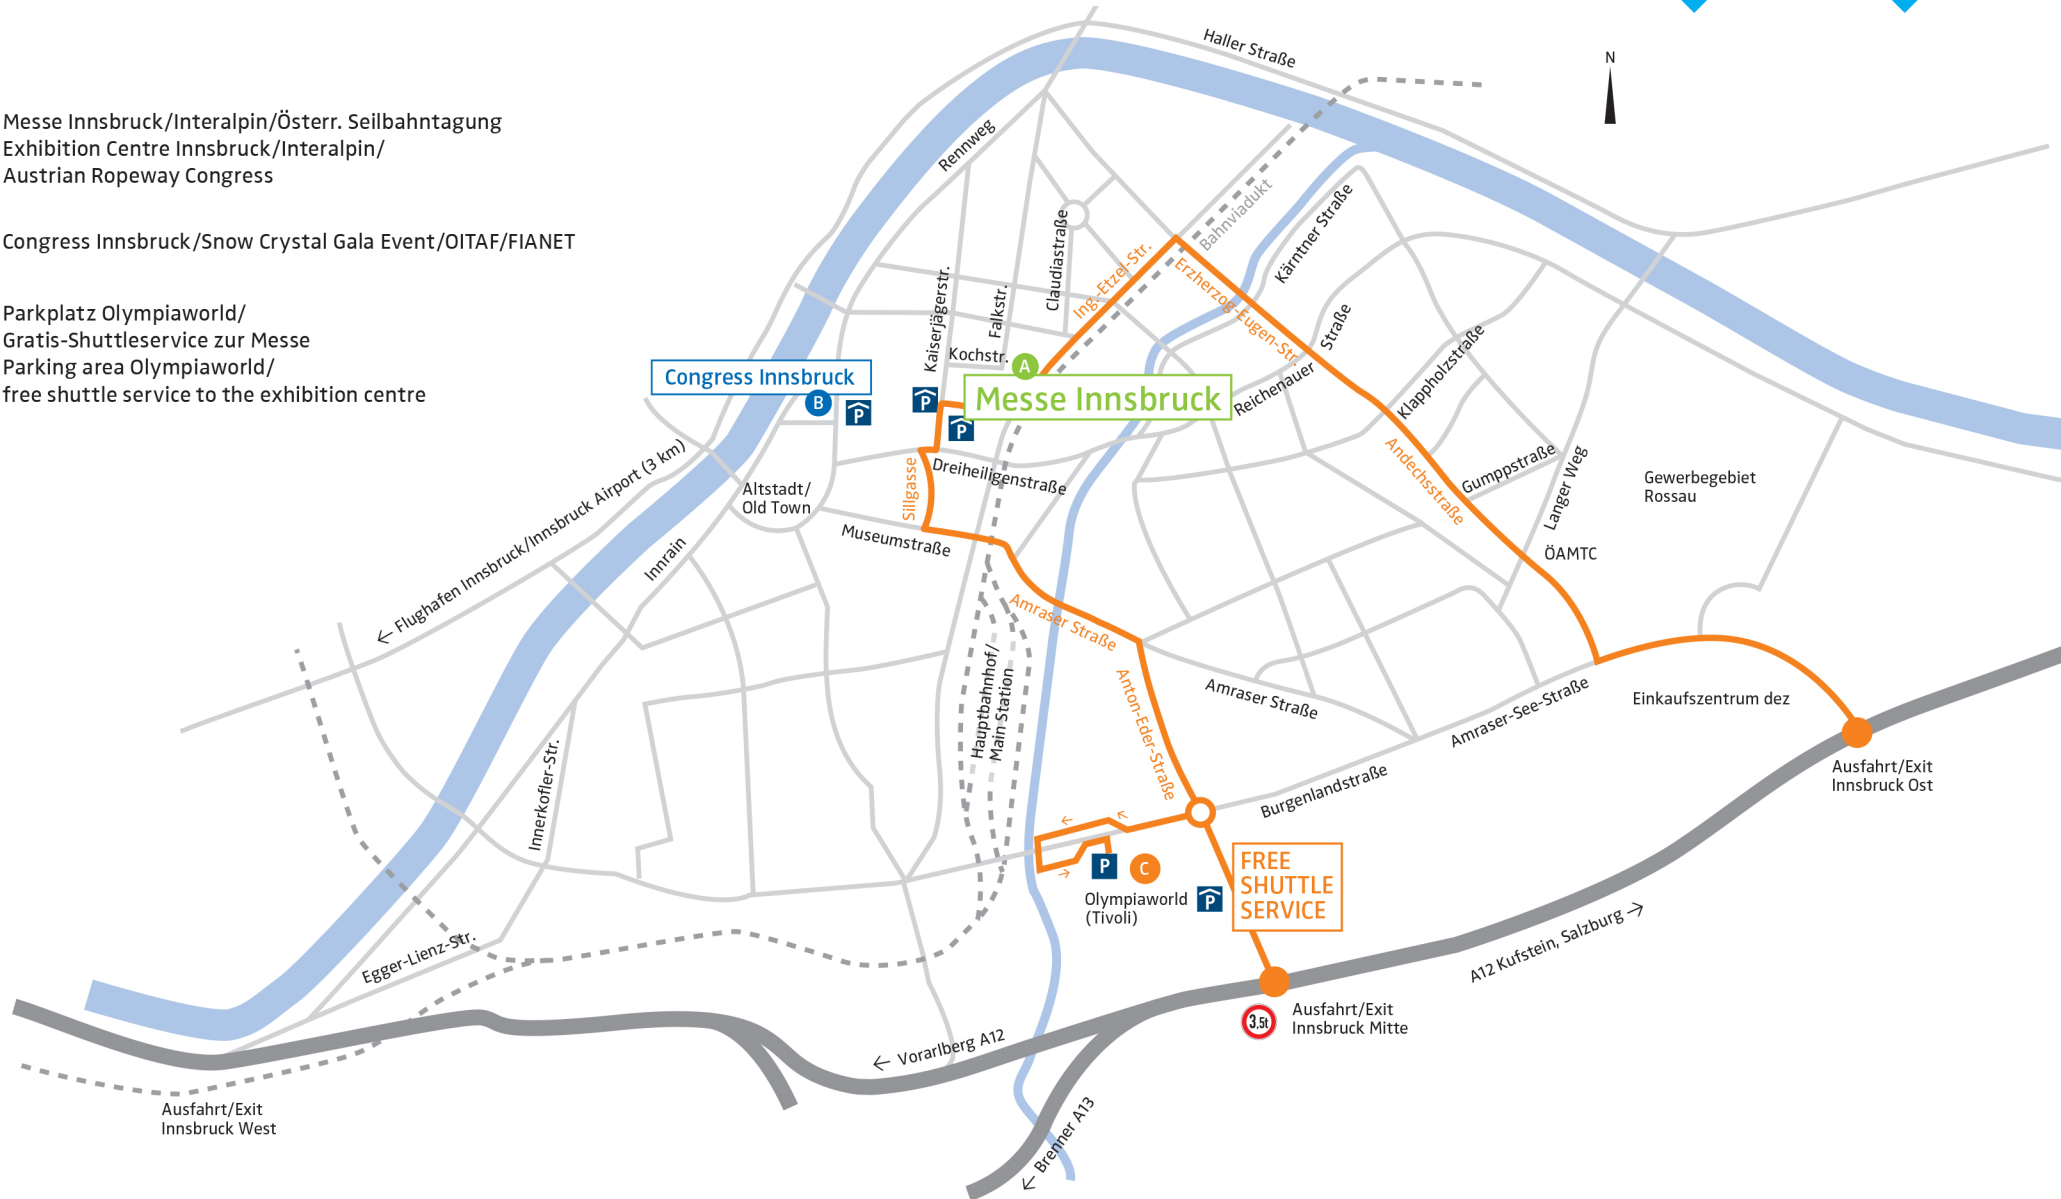 Messe Innsbruck/Interalpin/Österr. Seilbahntagung
Exhibition Centre Innsbruck/Interalpin/
Austrian Ropeway Congress
Congress Innsbruck/Snow Crystal Gala Event/OITAF/FIANET
Parkplatz Olympiaworld/
Gratis-Shuttleservice zur Messe
Parking area Olympiaworld/
free shuttle service to the exhibition centre
Haller Straße
N
Rennweg
Bahnviadukt
Kärntner Straße
Claudiastraße
Ing.-Etzel-Str.
Erzherzog-Eugen-Str.
Kaiserjägerstr.
Falkstr.
Straße
Reichenauer
Kochstr.
A
Messe Innsbruck
Congress Innsbruck
B
P
P
P
Klappholzstraße
Andechsstraße
Gumppstraße
Langer Weg
Gewerbegebiet
Rossau
ÖAMTC
← Flughafen Innsbruck/Innsbruck Airport (3 km)
Altstadt/
Old Town
Sillgasse
Dreiheiligenstraße
Museumstraße
Innrain
Amraser Straße
Hauptbahnhof/
Main Station
Anton-Eder-Straße
Amraser Straße
Amraser-See-Straße
Einkaufszentrum dez
Burgenlandstraße
Ausfahrt/Exit
Innsbruck Ost
Innerkofler-Str.
Egger-Lienz-Str.
P
C
Olympiaworld
(Tivoli)
P
FREE
SHUTTLE
SERVICE
A12 Kufstein, Salzburg →
3,5t
Ausfahrt/Exit
Innsbruck Mitte
← Vorarlberg A12
← Brenner A13
Ausfahrt/Exit
Innsbruck West